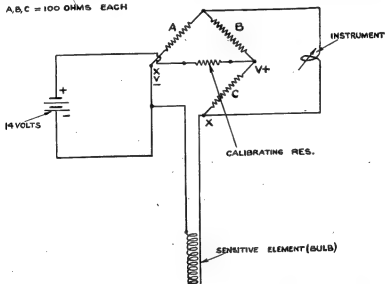 A,B,C = 100 OHMS EACH
A
B
INSTRUMENT
X
V
-
V+
C
+
-
14 VOLTS
X
CALIBRATING RES.
SENSITIVE ELEMENT (BULB)